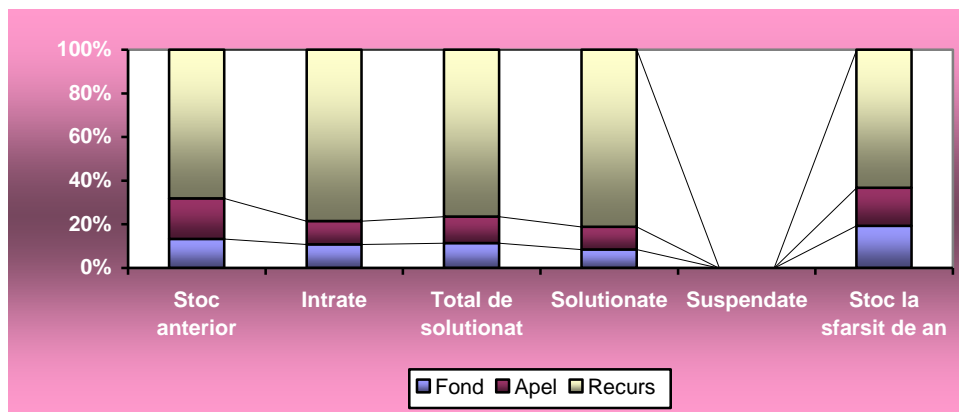 100%
80%
60%
40%
20%
0%
Stoc anterior
Intrate
Total de solutionat
Solutionate
Suspendate
Stoc la sfarsit de an
Fond Apel Recurs